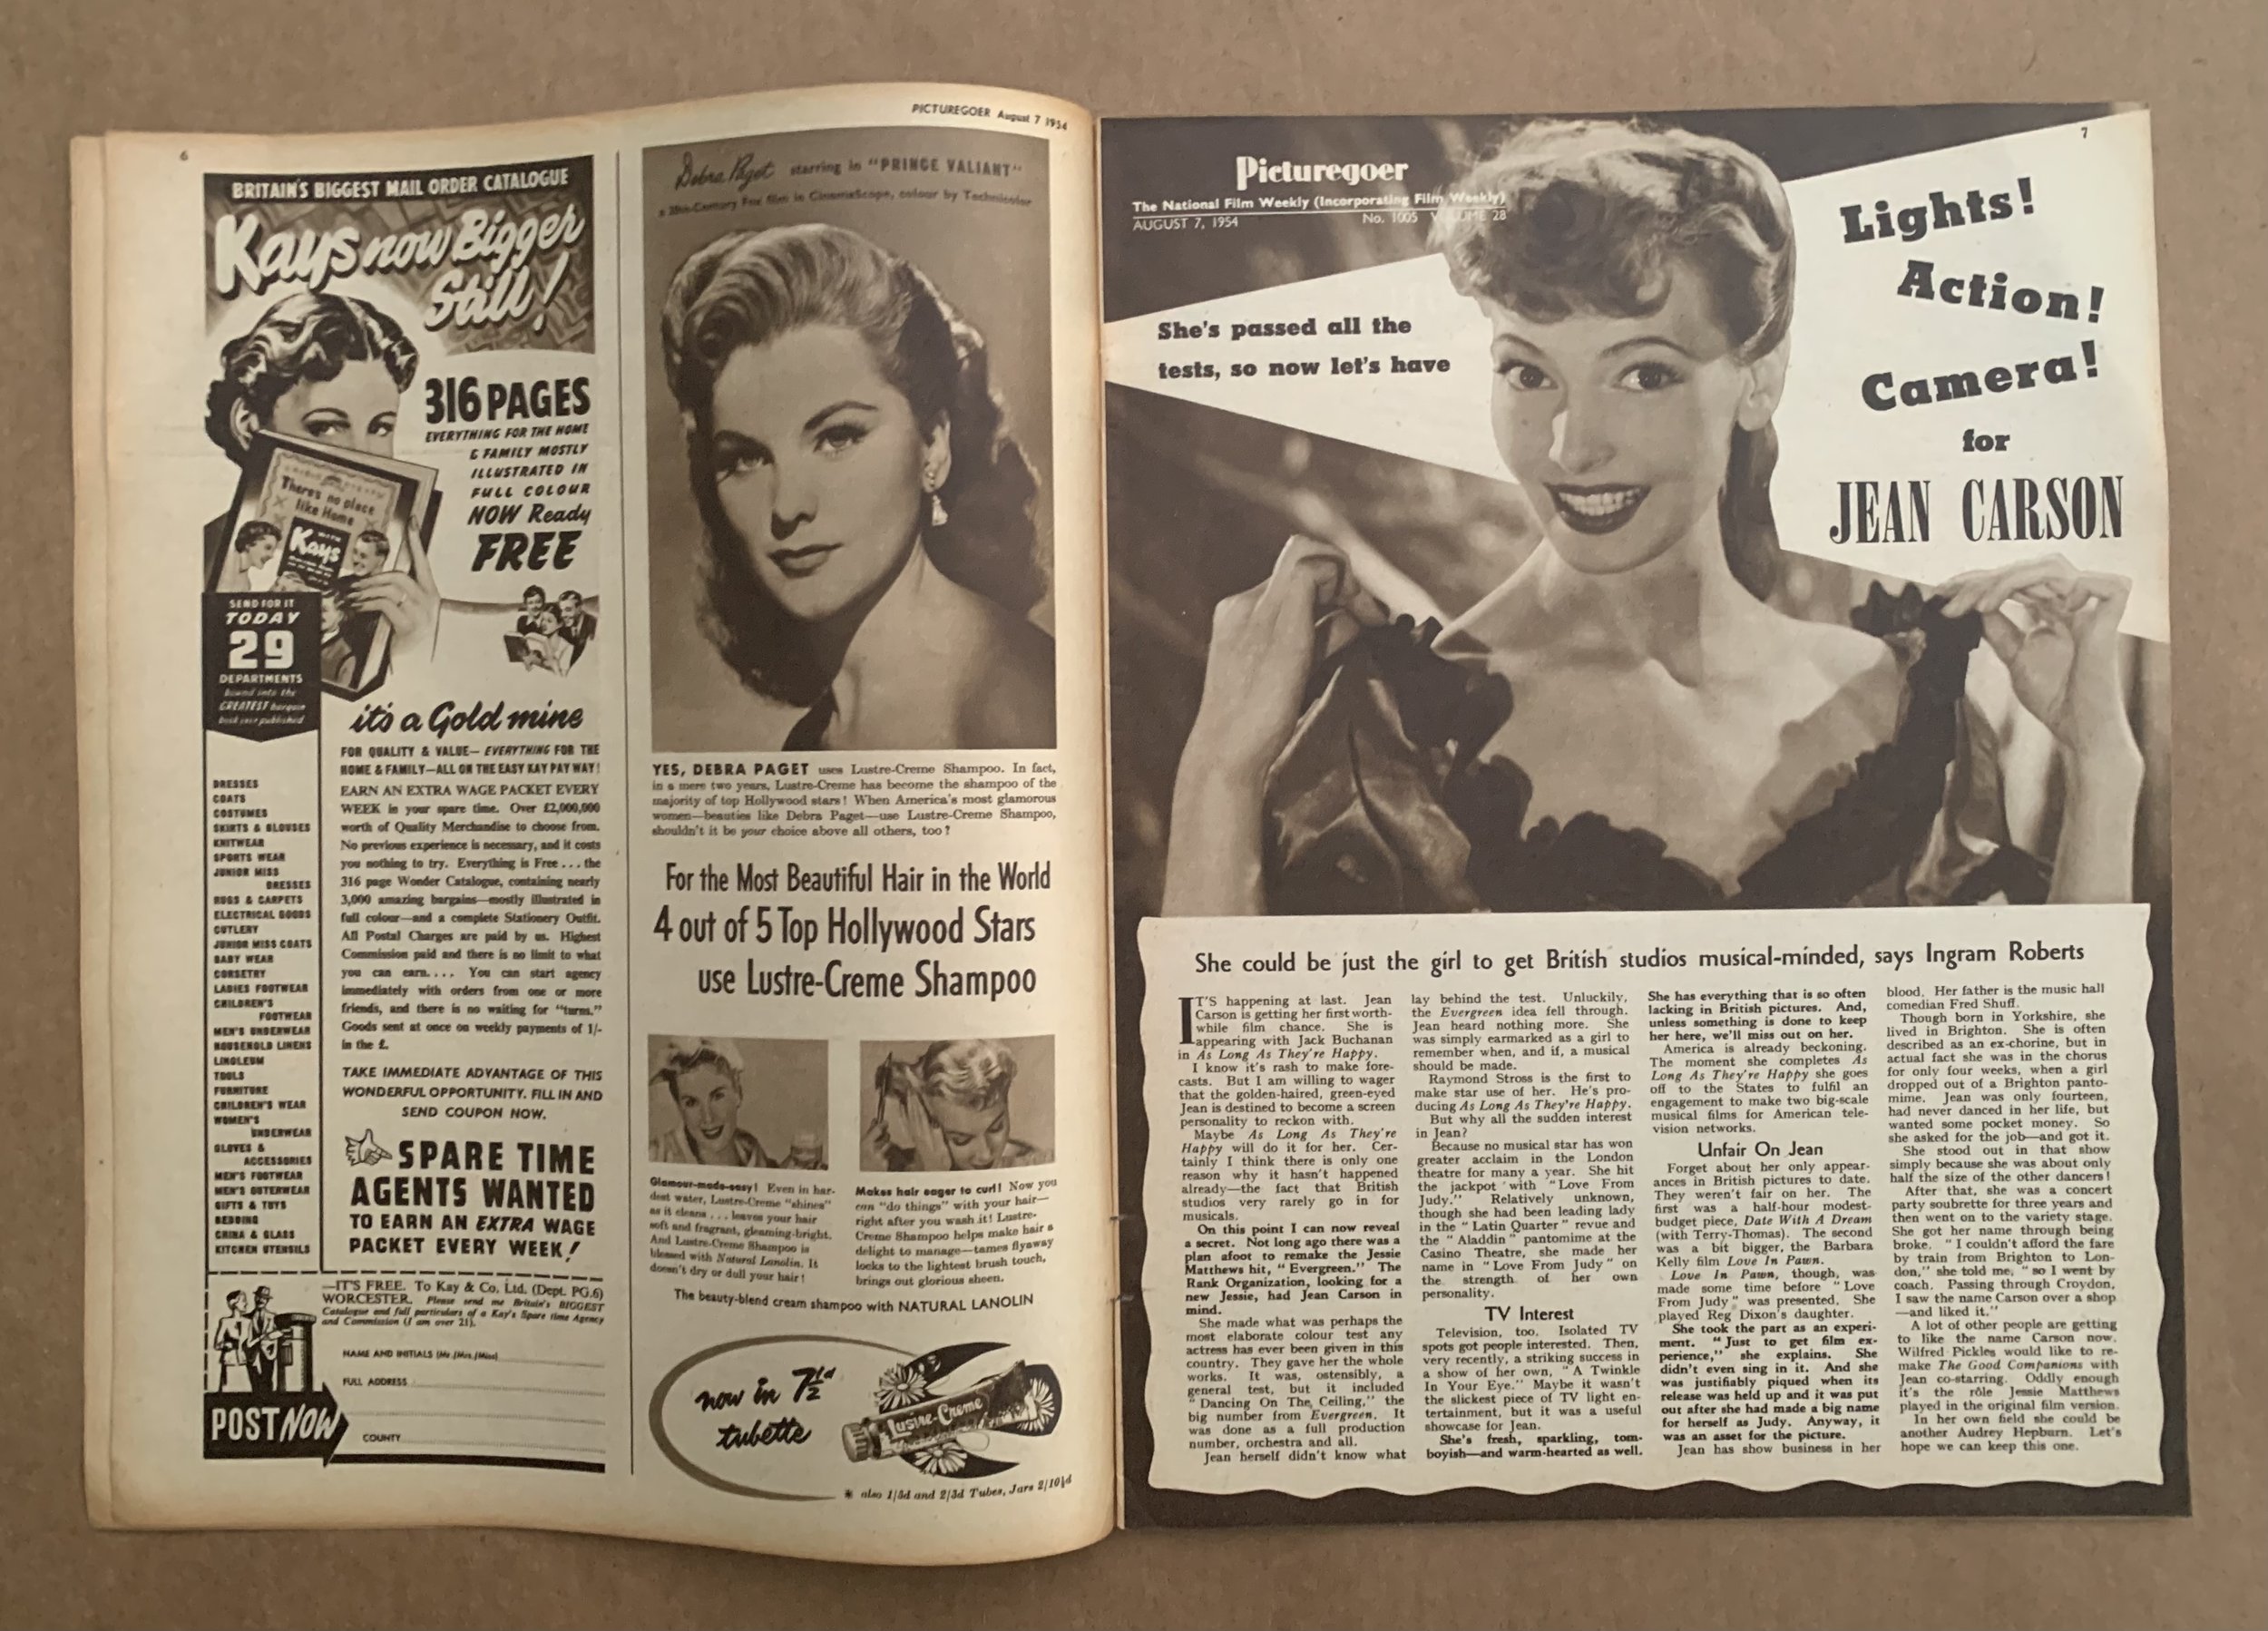 6
PICTUREGOER August 7 1954
BRITAIN'S BIGGEST MAIL ORDER CATALOGUE
Kays now Bigger
Still!
316 PAGES
EVERYTHING FOR THE HOME
& FAMILY MOSTLY
ILLUSTRATED IN
FULL COLOUR
NOW Ready
FREE
There's no place
like Home
WITH
Kays
SEND FOR IT
TODAY
29
DEPARTMENTS
bound into the
GREATEST bargain
book ever published
DRESSES
COATS
COSTUMES
SKIRTS & BLOUSES
KNITWEAR
SPORTS WEAR
JUNIOR MISS
DRESSES
RUGS & CARPETS
ELECTRICAL GOODS
CUTLERY
JUNIOR MISS COATS
BABY WEAR
CORSETRY
LADIES FOOTWEAR
CHILDREN'S
FOOTWEAR
MEN'S UNDERWEAR
HOUSEHOLD LINENS
LINOLEUM
TOOLS
FURNITURE
CHILDREN'S WEAR
WOMEN'S
UNDERWEAR
GLOVES &
ACCESSORIES
MEN'S FOOTWEAR
MEN'S OUTERWEAR
GIFTS & TOYS
BEDDING
CHINA & GLASS
KITCHEN UTENSILS
it's a Gold mine
FOR QUALITY & VALUE—EVERYTHING FOR THE
HOME & FAMILY—ALL ON THE EASY KAY PAY WAY!
EARN AN EXTRA WAGE PACKET EVERY
WEEK in your spare time. Over £2,000,000
worth of Quality Merchandise to choose from.
No previous experience is necessary, and it costs
you nothing to try. Everything is Free . . . the
316 page Wonder Catalogue, containing nearly
3,000 amazing bargains—mostly illustrated in
full colour—and a complete Stationery Outfit.
All Postal Charges are paid by us. Highest
Commission paid and there is no limit to what
you can earn. . . . You can start agency
immediately with orders from one or more
friends, and there is no waiting for "turns."
Goods sent at once on weekly payments of 1/-
in the £.
TAKE IMMEDIATE ADVANTAGE OF THIS
WONDERFUL OPPORTUNITY. FILL IN AND
SEND COUPON NOW.
SPARE TIME
AGENTS WANTED
TO EARN AN EXTRA WAGE
PACKET EVERY WEEK!
—IT'S FREE. To Kay & Co. Ltd. (Dept. PG.6)
WORCESTER. Please send me Britain's BIGGEST
Catalogue and full particulars of a Kay's Spare time Agency
and Commission (I am over 21).
NAME AND INITIALS (Mr./Mrs./Miss)
FULL ADDRESS
COUNTY
POST NOW
Debra Paget starring in "PRINCE VALIANT"
a 20th-Century Fox film in CinemaScope, colour by Technicolor
YES, DEBRA PAGET uses Lustre-Creme Shampoo. In fact,
in a mere two years, Lustre-Creme has become the shampoo of the
majority of top Hollywood stars! When America's most glamorous
women—beauties like Debra Paget—use Lustre-Creme Shampoo,
shouldn't it be your choice above all others, too?
For the Most Beautiful Hair in the World
4 out of 5 Top Hollywood Stars
use Lustre-Creme Shampoo
Glamour-made-easy! Even in har-
dest water, Lustre-Creme "shines"
as it cleans . . . leaves your hair
soft and fragrant, gleaming-bright.
And Lustre-Creme Shampoo is
blessed with Natural Lanolin. It
doesn't dry or dull your hair!
Makes hair eager to curl! Now you
can "do things" with your hair—
right after you wash it! Lustre-
Creme Shampoo helps make hair a
delight to manage—tames flyaway
locks to the lightest brush touch,
brings out glorious sheen.
The beauty-blend cream shampoo with NATURAL LANOLIN
now in 7½d
tubette
Lustre-Creme
* also 1/5d and 2/3d Tubes, Jars 2/10½d
7
Picturegoer
The National Film Weekly (Incorporating Film Weekly)
AUGUST 7, 1954 No. 1005 VOLUME 28
She's passed all the
tests, so now let's have
Lights!
Action!
Camera!
for
JEAN CARSON
She could be just the girl to get British studios musical-minded, says Ingram Roberts
IT'S happening at last. Jean
Carson is getting her first worth-
while film chance. She is
appearing with Jack Buchanan
in As Long As They're Happy.
I know it's rash to make fore-
casts. But I am willing to wager
that the golden-haired, green-eyed
Jean is destined to become a screen
personality to reckon with.
Maybe As Long As They're
Happy will do it for her. Cer-
tainly I think there is only one
reason why it hasn't happened
already—the fact that British
studios very rarely go in for
musicals.
On this point I can now reveal
a secret. Not long ago there was a
plan afoot to remake the Jessie
Matthews hit, "Evergreen." The
Rank Organization, looking for a
new Jessie, had Jean Carson in
mind.
She made what was perhaps the
most elaborate colour test any
actress has ever been given in this
country. They gave her the whole
works. It was, ostensibly, a
general test, but it included
"Dancing On The Ceiling," the
big number from Evergreen. It
was done as a full production
number, orchestra and all.
Jean herself didn't know what
lay behind the test. Unluckily,
the Evergreen idea fell through.
Jean heard nothing more. She
was simply earmarked as a girl to
remember when, and if, a musical
should be made.
Raymond Stross is the first to
make star use of her. He's pro-
ducing As Long As They're Happy.
But why all the sudden interest
in Jean?
Because no musical star has won
greater acclaim in the London
theatre for many a year. She hit
the jackpot with "Love From
Judy." Relatively unknown,
though she had been leading lady
in the "Latin Quarter" revue and
the "Aladdin" pantomime at the
Casino Theatre, she made her
name in "Love From Judy" on
the strength of her own
personality.
TV Interest
Television, too. Isolated TV
spots got people interested. Then,
very recently, a striking success in
a show of her own, "A Twinkle
In Your Eye." Maybe it wasn't
the slickest piece of TV light en-
tertainment, but it was a useful
showcase for Jean.
She's fresh, sparkling, tom-
boyish—and warm-hearted as well.
She has everything that is so often
lacking in British pictures. And,
unless something is done to keep
her here, we'll miss out on her.
America is already beckoning.
The moment she completes As
Long As They're Happy she goes
off to the States to fulfil an
engagement to make two big-scale
musical films for American tele-
vision networks.
Unfair On Jean
Forget about her only appear-
ances in British pictures to date.
They weren't fair on her. The
first was a half-hour modest-
budget piece, Date With A Dream
(with Terry-Thomas). The second
was a bit bigger, the Barbara
Kelly film Love In Pawn.
Love In Pawn, though, was
made some time before "Love
From Judy" was presented. She
played Reg Dixon's daughter.
She took the part as an experi-
ment. "Just to get film ex-
perience," she explains. She
didn't even sing in it. And she
was justifiably piqued when its
release was held up and it was put
out after she had made a big name
for herself as Judy. Anyway, it
was an asset for the picture.
Jean has show business in her
blood. Her father is the music hall
comedian Fred Shuff.
Though born in Yorkshire, she
lived in Brighton. She is often
described as an ex-chorine, but in
actual fact she was in the chorus
for only four weeks, when a girl
dropped out of a Brighton panto-
mime. Jean was only fourteen,
had never danced in her life, but
wanted some pocket money. So
she asked for the job—and got it.
She stood out in that show
simply because she was about only
half the size of the other dancers!
After that, she was a concert
party soubrette for three years and
then went on to the variety stage.
She got her name through being
broke. "I couldn't afford the fare
by train from Brighton to Lon-
don," she told me, "so I went by
coach. Passing through Croydon,
I saw the name Carson over a shop
—and liked it."
A lot of other people are getting
to like the name Carson now.
Wilfred Pickles would like to re-
make The Good Companions with
Jean co-starring. Oddly enough
it's the rôle Jessie Matthews
played in the original film version.
In her own field she could be
another Audrey Hepburn. Let's
hope we can keep this one.